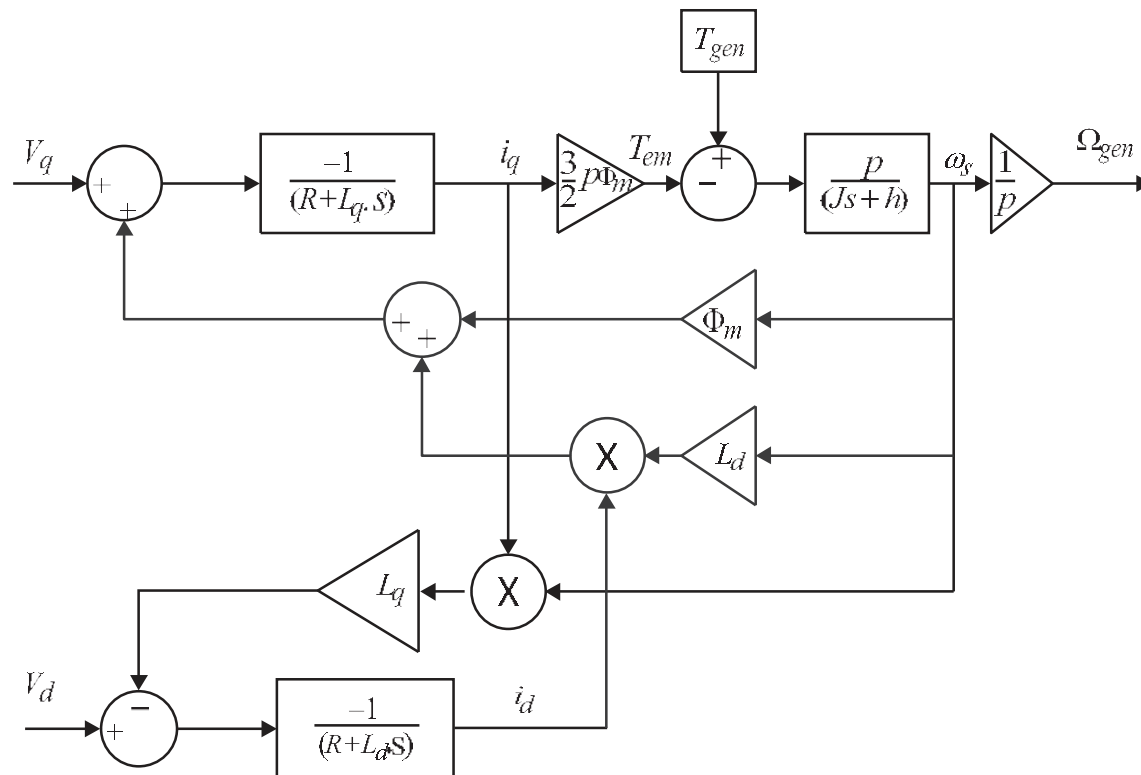 T_gen
V_q
+
+
-1
(R+L_q.s)
i_q
3/2 pΦ_m
T_em
+
-
p
(Js+h)
ω_s
1/p
Ω_gen
+
+
Φ_m
X
L_d
L_q
X
V_d
+
-
-1
(R+L_d.s)
i_d